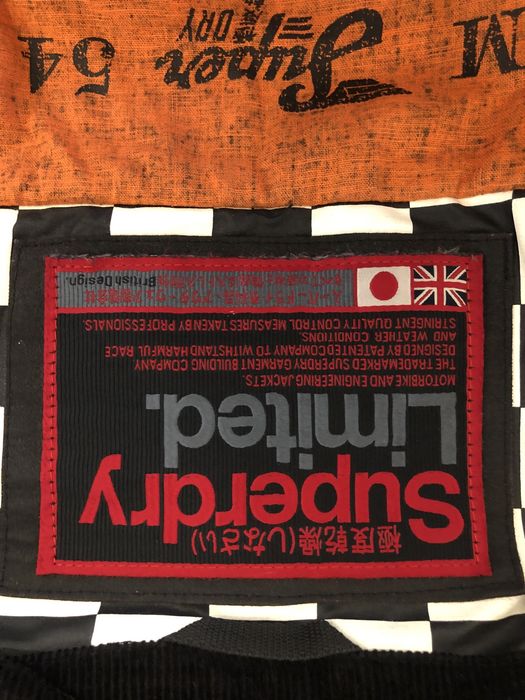 極度乾燥(しなさい)
Superdry
Limited.
MOTORBIKE AND ENGINEERING JACKETS.
THE TRADEMARKED SUPERDRY GARMENT BUILDING COMPANY
DESIGNED BY PATENTED COMPANY TO WITHSTAND HARMFUL RACE
AND WEATHER CONDITIONS.
STRINGENT QUALITY CONTROL MEASURES TAKEN BY PROFESSIONALS
British Design.
DRY
M Super 54